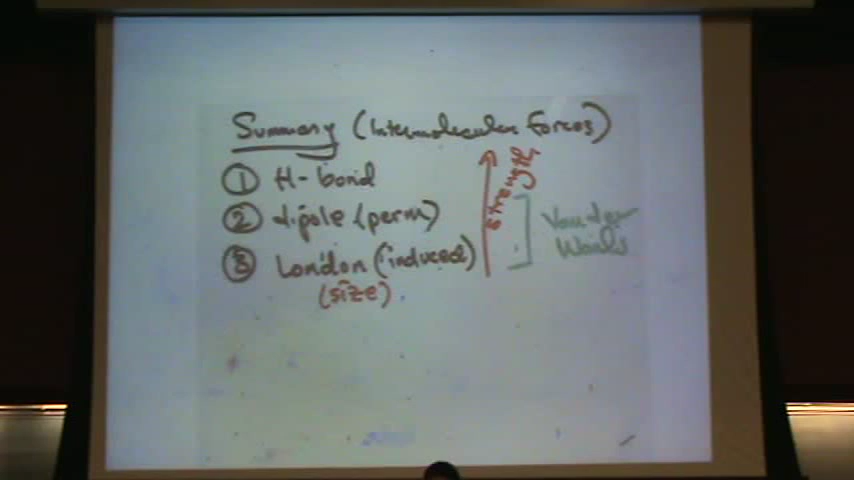 Summary (Intermolecular Forces)
① H-bond
② dipole (perm)
③ London (induced)
(size)
strength
Van der
Waals